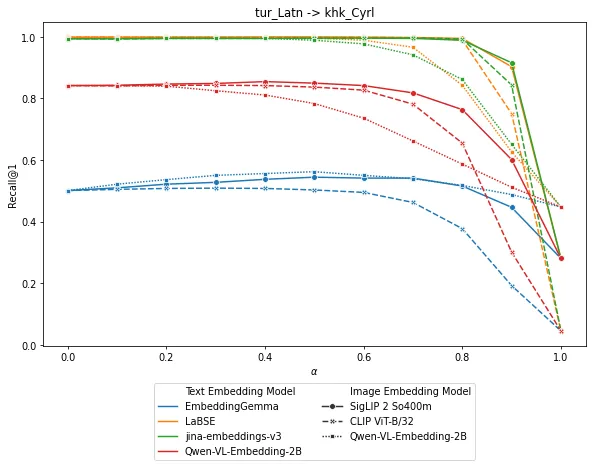 tur_Latn -> khk_Cyrl
Recall@1
1.0
0.8
0.6
0.4
0.2
0.0
0.0 0.2 0.4 0.6 0.8 1.0
α
Text Embedding Model Image Embedding Model
EmbeddingGemma SigLIP 2 So400m
LaBSE CLIP ViT-B/32
jina-embeddings-v3 Qwen-VL-Embedding-2B
Qwen-VL-Embedding-2B